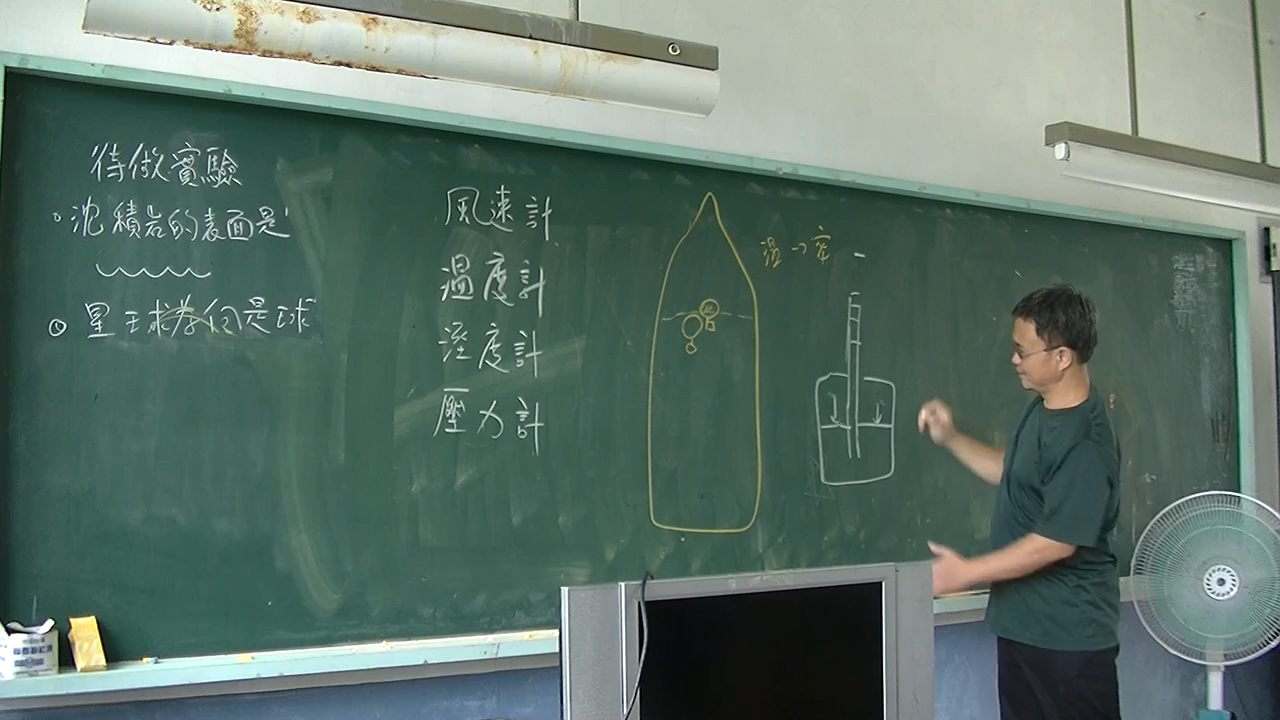 待做實驗
沈積岩的表面是
星球為何是球
風速計
溫度計
溼度計
壓力計
溫→密